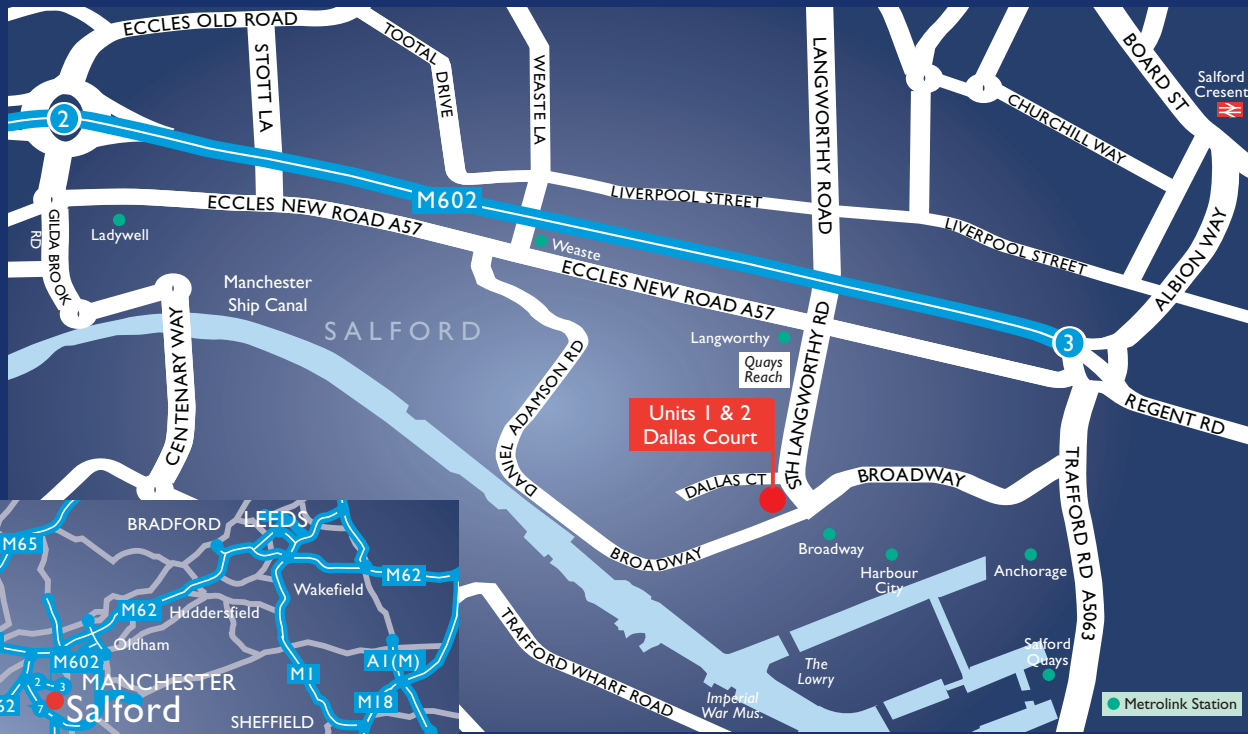 ECCLES OLD ROAD
STOTT LA
TOOTAL DRIVE
WEASTE LA
LANGWORTHY ROAD
BOARD ST
Salford
Cresent
CHURCHILL WAY
2
M602
LIVERPOOL STREET
LIVERPOOL STREET
ALBION WAY
ECCLES NEW ROAD A57
GILDA BROOK
RD
Ladywell
Weaste
ECCLES NEW ROAD A57
Manchester
Ship Canal
SALFORD
Langworthy
Quays
Reach
STH LANGWORTHY RD
3
REGENT RD
CENTENARY WAY
DANIEL ADAMSON RD
Units 1 & 2
Dallas Court
DALLAS CT
BROADWAY
BROADWAY
TRAFFORD RD A5063
Broadway
Harbour
City
Anchorage
Salford
Quays
The
Lowry
Imperial
War Mus.
TRAFFORD WHARF ROAD
Metrolink Station
BRADFORD
LEEDS
M65
M62
Wakefield
M62
Huddersfield
Oldham
M602
M1
A1(M)
2
3
MANCHESTER
62
7
Salford
M18
SHEFFIELD